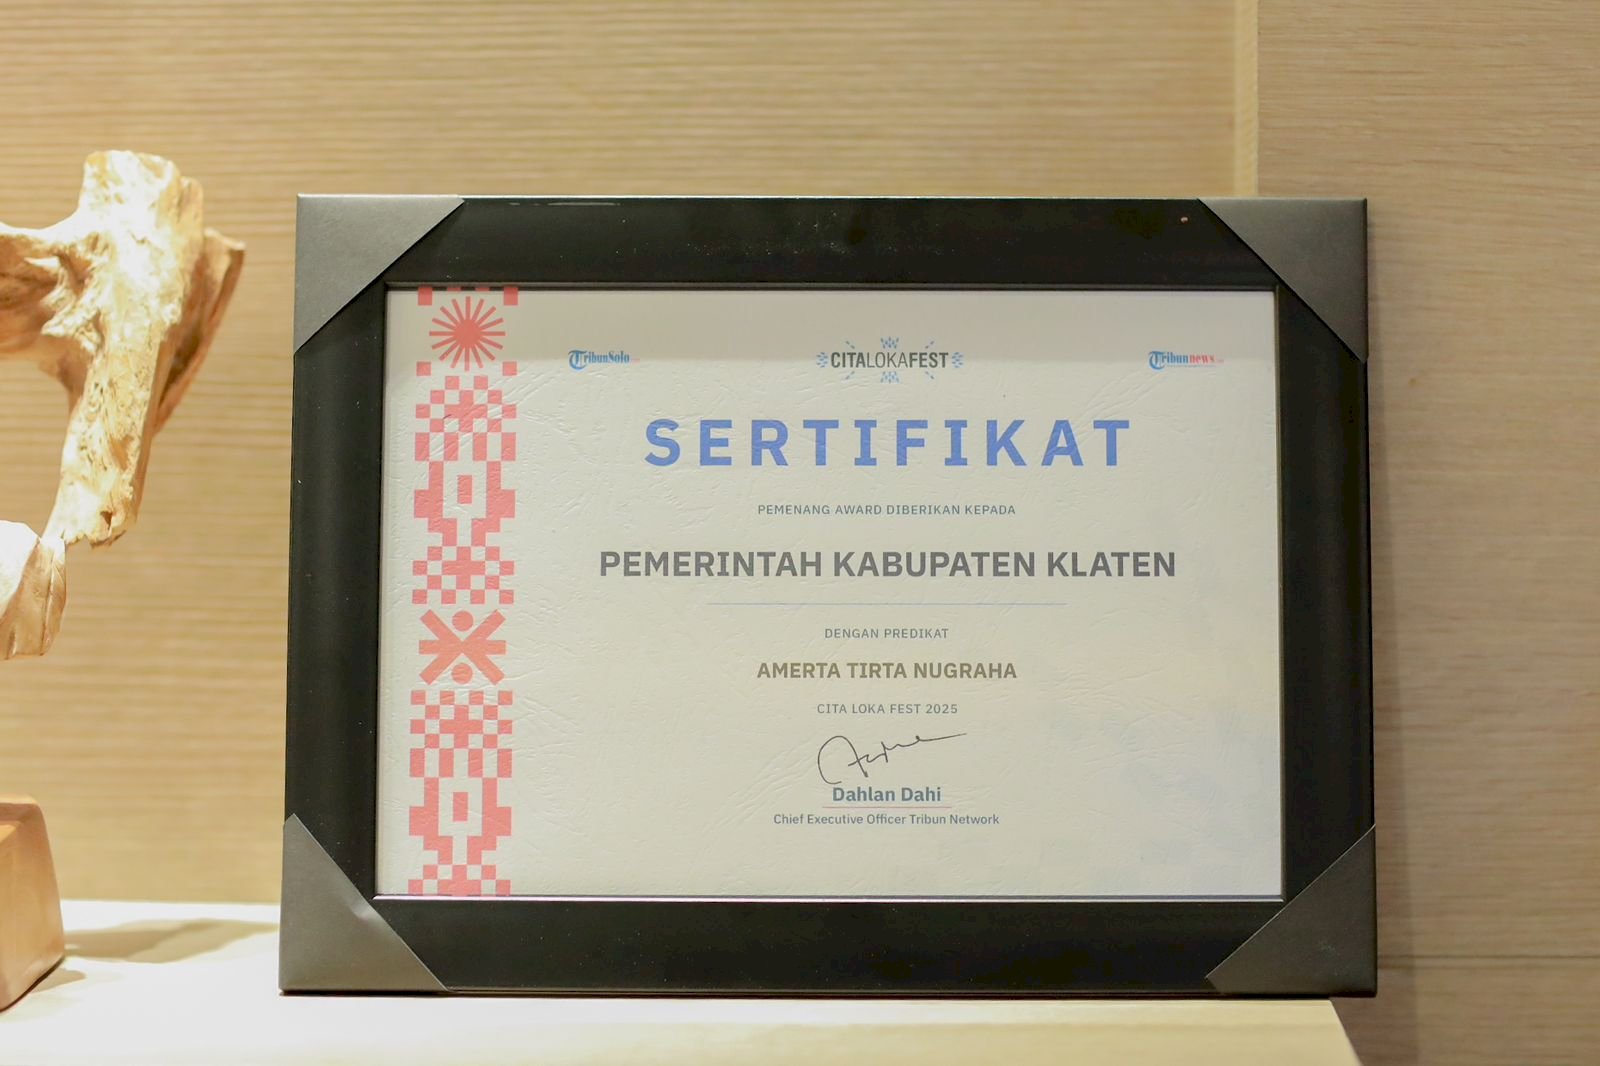 TribunSolo
CITALOKAFEST
Tribunnews
SERTIFIKAT
PEMENANG AWARD DIBERIKAN KEPADA
PEMERINTAH KABUPATEN KLATEN
DENGAN PREDIKAT
AMERTA TIRTA NUGRAHA
CITA LOKA FEST 2025
Dahlan Dahi
Chief Executive Officer Tribun Network